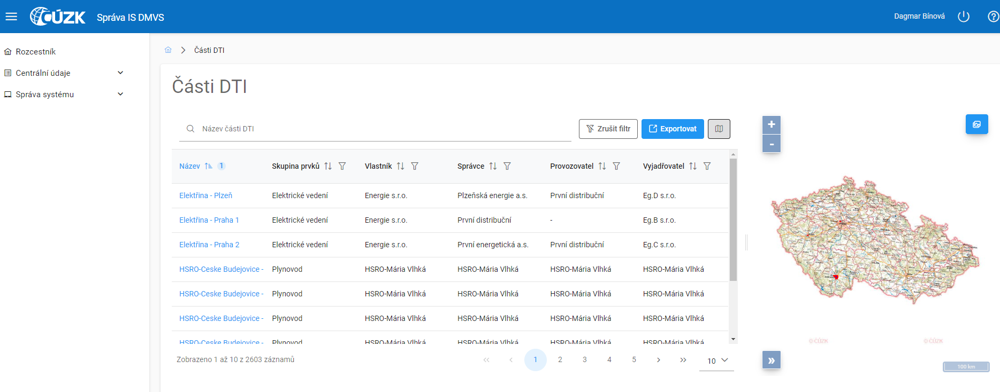 ČÚZK Správa IS DMVS
Dagmar Bínová
Rozcestník
Centrální údaje
Správa systému
Části DTI
Části DTI
Název části DTI
Zrušit filtr
Exportovat
Název 1 Skupina prvků Vlastník Správce Provozovatel Vyjadřovatel
Elektřina - Plzeň Elektrické vedení Energie s.r.o. Plzeňská energie a.s. První distribuční Eg.D s.r.o.
Elektřina - Praha 1 Elektrické vedení Energie s.r.o. První distribuční - Eg.B s.r.o.
Elektřina - Praha 2 Elektrické vedení Energie s.r.o. První energetická a.s. První distribuční Eg.C s.r.o.
HSRO-Ceske Budejovice - Plynovod HSRO-Mária Vlhká HSRO-Mária Vlhká HSRO-Mária Vlhká HSRO-Mária Vlhká
HSRO-Ceske Budejovice - Plynovod HSRO-Mária Vlhká HSRO-Mária Vlhká HSRO-Mária Vlhká HSRO-Mária Vlhká
HSRO-Ceske Budejovice - Plynovod HSRO-Mária Vlhká HSRO-Mária Vlhká HSRO-Mária Vlhká HSRO-Mária Vlhká
HSRO-Ceske Budejovice - Plynovod HSRO-Mária Vlhká HSRO-Mária Vlhká HSRO-Mária Vlhká HSRO-Mária Vlhká
Zobrazeno 1 až 10 z 2603 záznamů
« ‹ 1 2 3 4 5 › »
10
+
-
© ČÚZK © ČÚZK
»
100 km